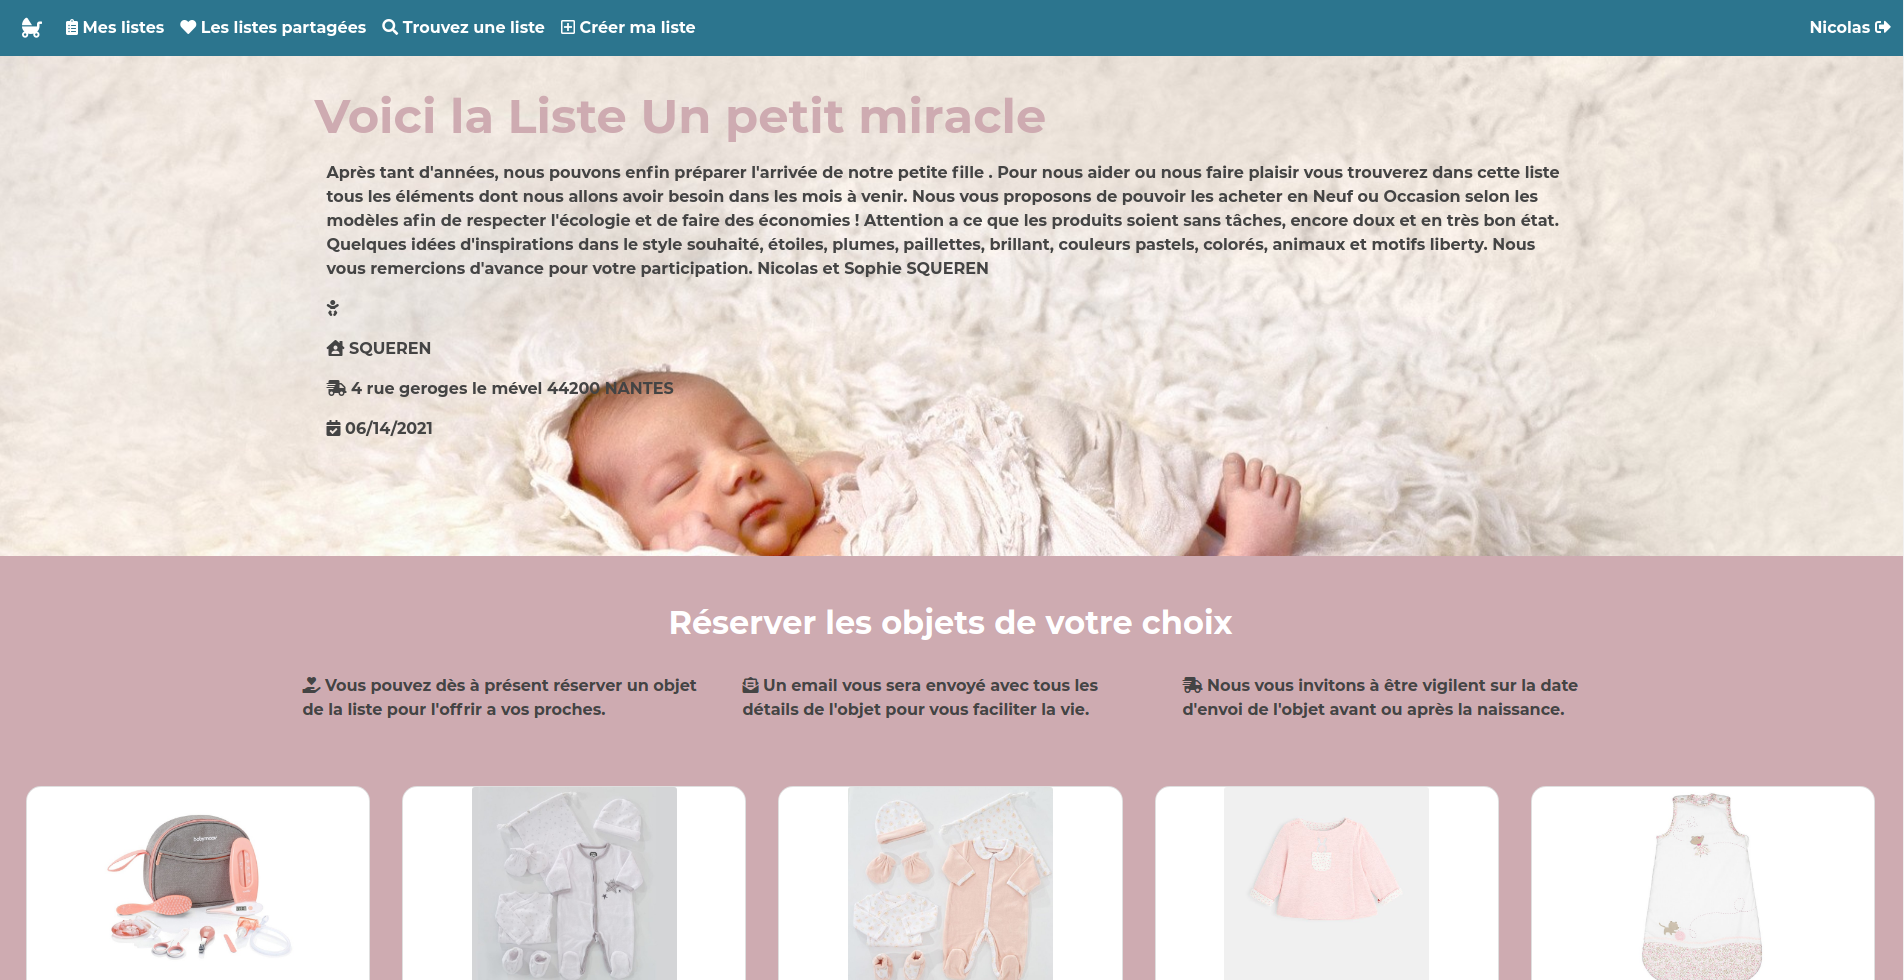 Mes listes Les listes partagées Trouvez une liste Créer ma liste Nicolas
Voici la Liste Un petit miracle
Après tant d'années, nous pouvons enfin préparer l'arrivée de notre petite fille . Pour nous aider ou nous faire plaisir vous trouverez dans cette liste
tous les éléments dont nous allons avoir besoin dans les mois à venir. Nous vous proposons de pouvoir les acheter en Neuf ou Occasion selon les
modèles afin de respecter l'écologie et de faire des économies ! Attention a ce que les produits soient sans tâches, encore doux et en très bon état.
Quelques idées d'inspirations dans le style souhaité, étoiles, plumes, paillettes, brillant, couleurs pastels, colorés, animaux et motifs liberty. Nous
vous remercions d'avance pour votre participation. Nicolas et Sophie SQUEREN
SQUEREN
4 rue geroges le mével 44200 NANTES
06/14/2021
Réserver les objets de votre choix
Vous pouvez dès à présent réserver un objet
de la liste pour l'offrir a vos proches.
Un email vous sera envoyé avec tous les
détails de l'objet pour vous faciliter la vie.
Nous vous invitons à être vigilent sur la date
d'envoi de l'objet avant ou après la naissance.
babymoov